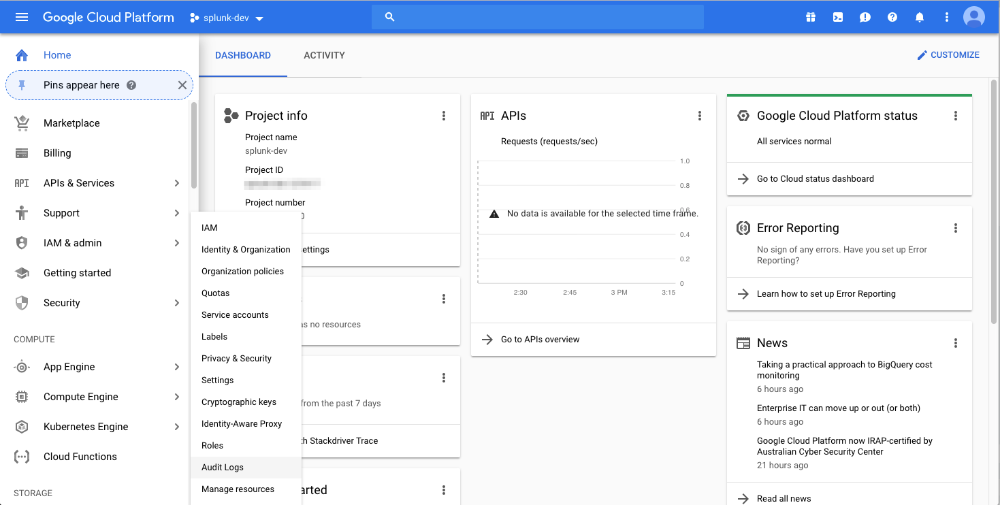 Google Cloud Platform
splunk-dev
Home
Pins appear here
Marketplace
Billing
API APIs & Services
Support
IAM & admin
Getting started
Security
COMPUTE
App Engine
Compute Engine
Kubernetes Engine
Cloud Functions
STORAGE
IAM
Identity & Organization
Organization policies
Quotas
Service accounts
Labels
Privacy & Security
Settings
Cryptographic keys
Identity-Aware Proxy
Roles
Audit Logs
Manage resources
DASHBOARD
ACTIVITY
CUSTOMIZE
Project info
Project name
splunk-dev
Project ID
Project number
0
ettings
no resources
from the past 7 days
Stackdriver Trace
arted
API APIs
Requests (requests/sec)
1.0
0.8
0.6
No data is available for the selected time frame.
0.4
0.2
0
2:30
2:45
3 PM
3:15
Go to APIs overview
Google Cloud Platform status
All services normal
Go to Cloud status dashboard
Error Reporting
No sign of any errors. Have you set up Error
Reporting?
Learn how to set up Error Reporting
News
Taking a practical approach to BigQuery cost
monitoring
6 hours ago
Enterprise IT can move up or out (or both)
6 hours ago
Google Cloud Platform now IRAP-certified by
Australian Cyber Security Center
21 hours ago
Read all news